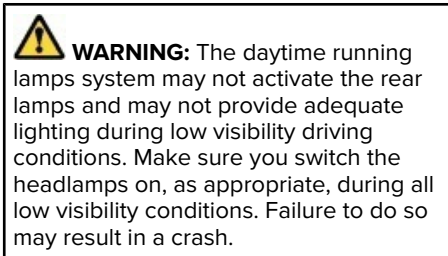 WARNING: The daytime running
lamps system may not activate the rear
lamps and may not provide adequate
lighting during low visibility driving
conditions. Make sure you switch the
headlamps on, as appropriate, during all
low visibility conditions. Failure to do so
may result in a crash.